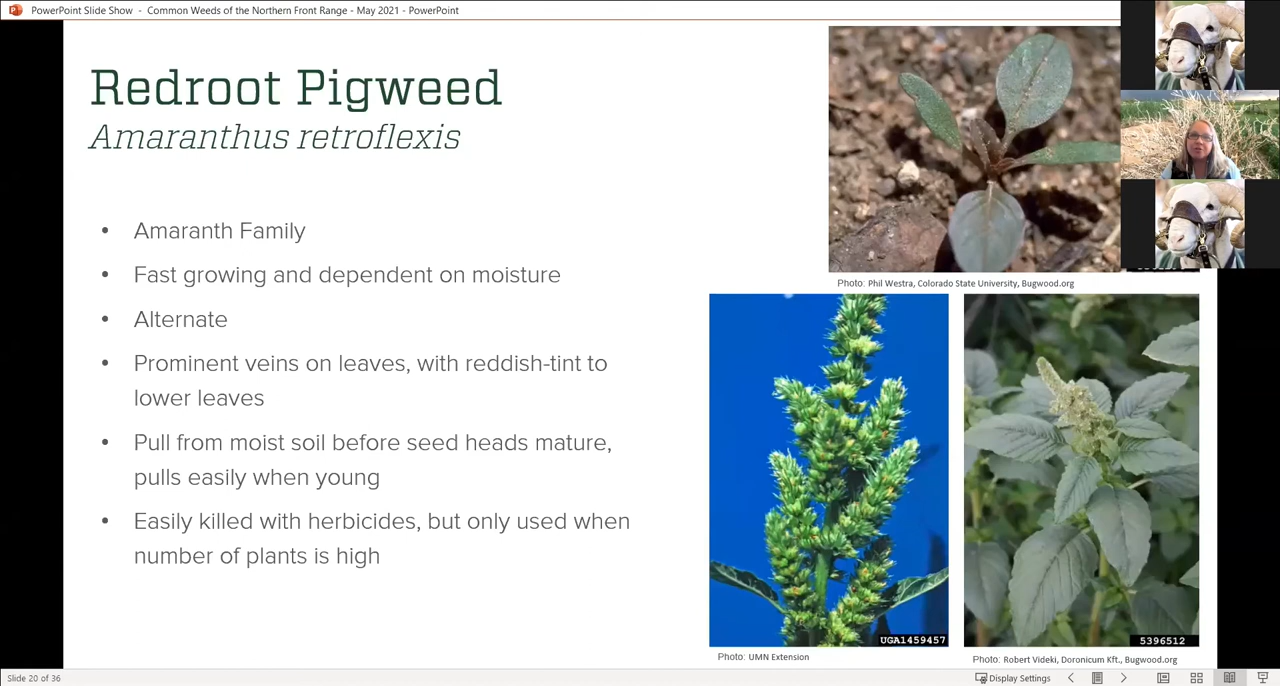 PowerPoint Slide Show - Common Weeds of the Northern Front Range - May 2021 - PowerPoint
Redroot Pigweed
Amaranthus retroflexis
• Amaranth Family
• Fast growing and dependent on moisture
• Alternate
• Prominent veins on leaves, with reddish-tint to
lower leaves
• Pull from moist soil before seed heads mature,
pulls easily when young
• Easily killed with herbicides, but only used when
number of plants is high
Photo: Phil Westra, Colorado State University, Bugwood.org
UGA1459457
5396512
Photo: UMN Extension
Photo: Robert Videki, Doronicum Kft., Bugwood.org
Slide 20 of 36
Display Settings